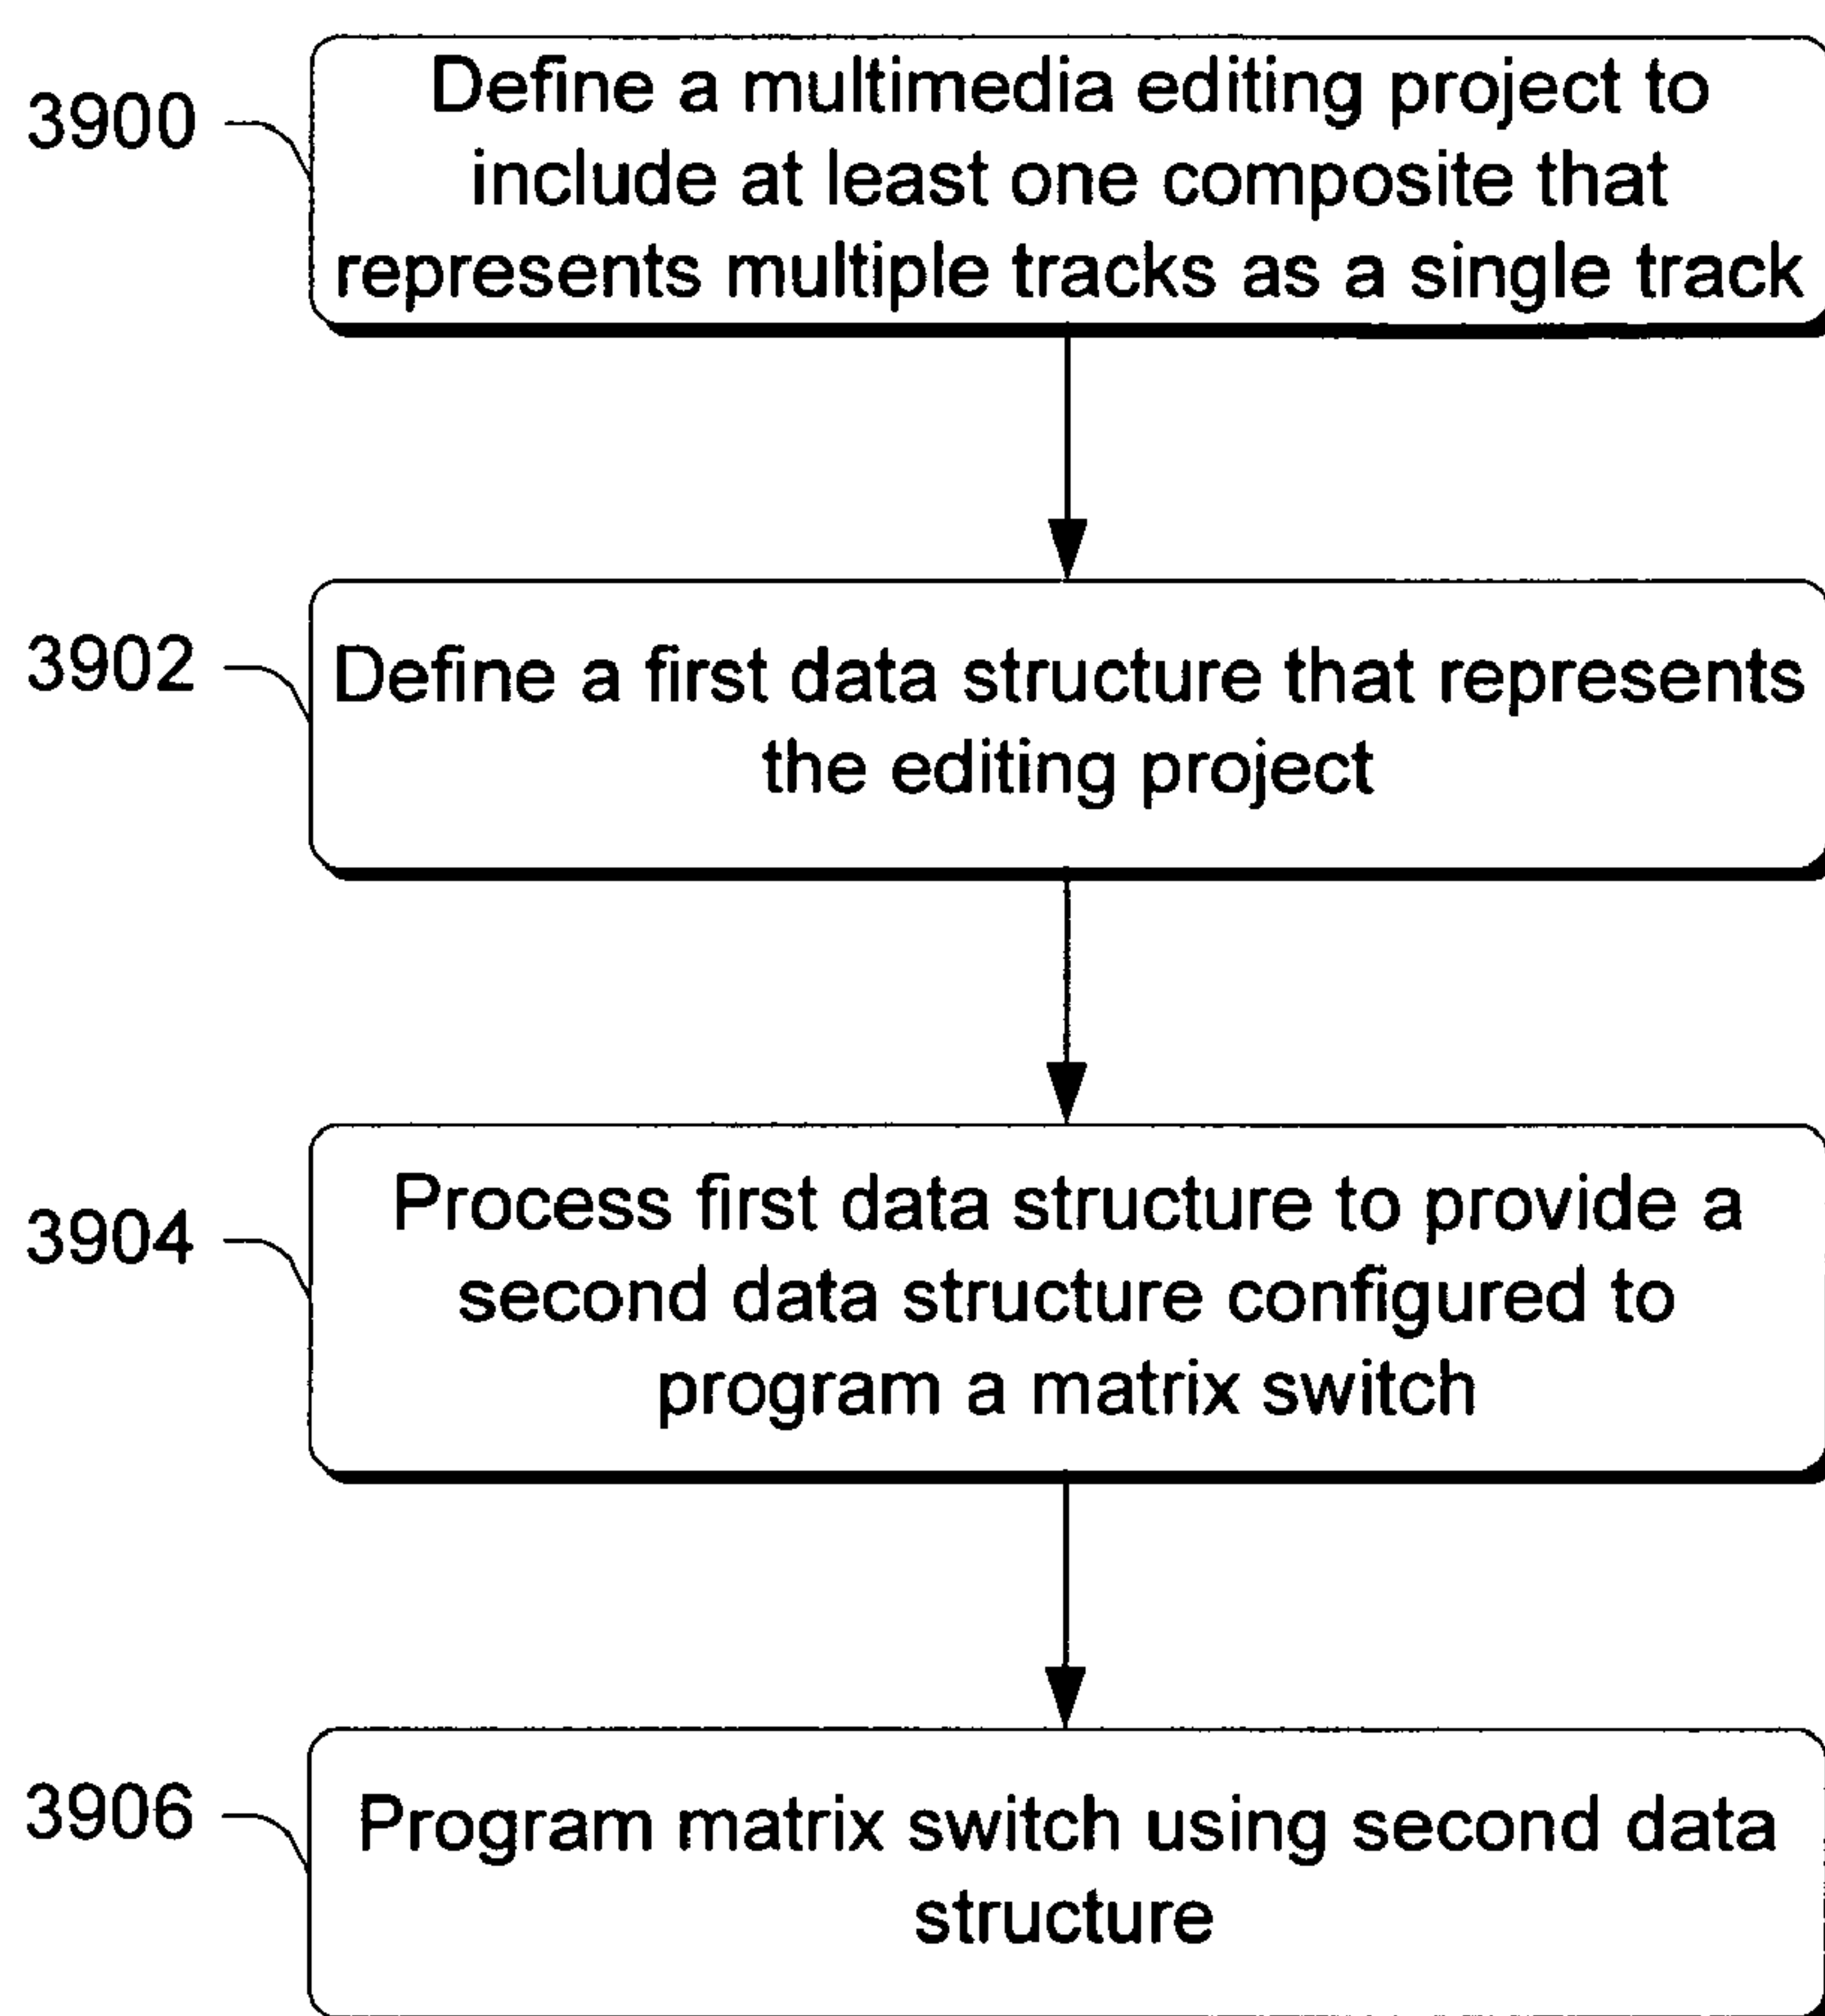 3900
Define a multimedia editing project to
include at least one composite that
represents multiple tracks as a single track
3902
Define a first data structure that represents
the editing project
3904
Process first data structure to provide a
second data structure configured to
program a matrix switch
3906
Program matrix switch using second data
structure